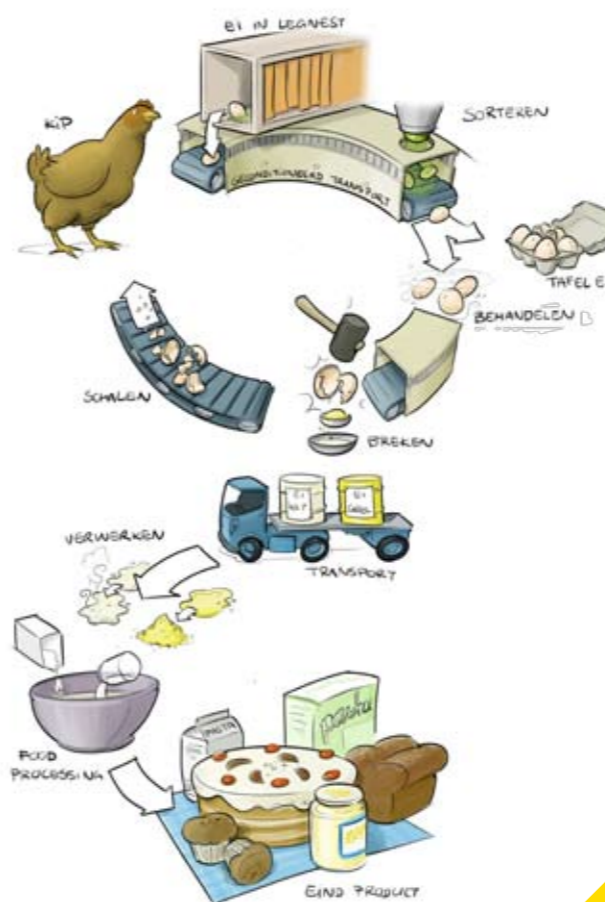 EI IN LEGNEST
KIP
SORTEREN
GECONDITIONEERD TRANSPORT
TAFEL E
BEHANDELEN
SCHALEN
BREKEN
EI
EI
GEEL
TRANSPORT
VERWERKEN
FOOD
PROCESSING
PASTA
pasta
EIND PRODUCT